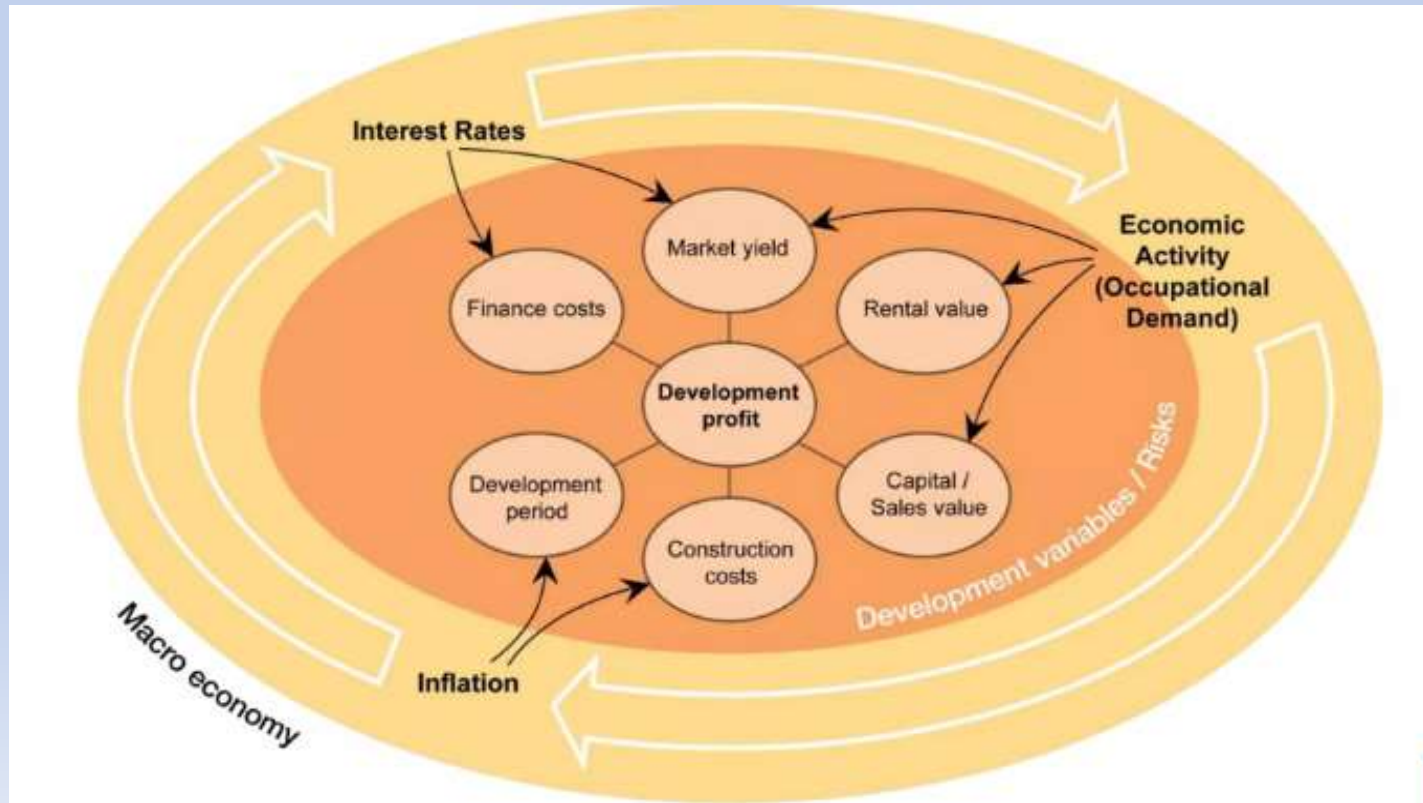 Interest Rates
Market yield
Economic
Activity
(Occupational
Demand)
Finance costs
Rental value
Development
profit
Development
period
Capital /
Sales value
Construction
costs
Development variables / Risks
Inflation
Macro economy